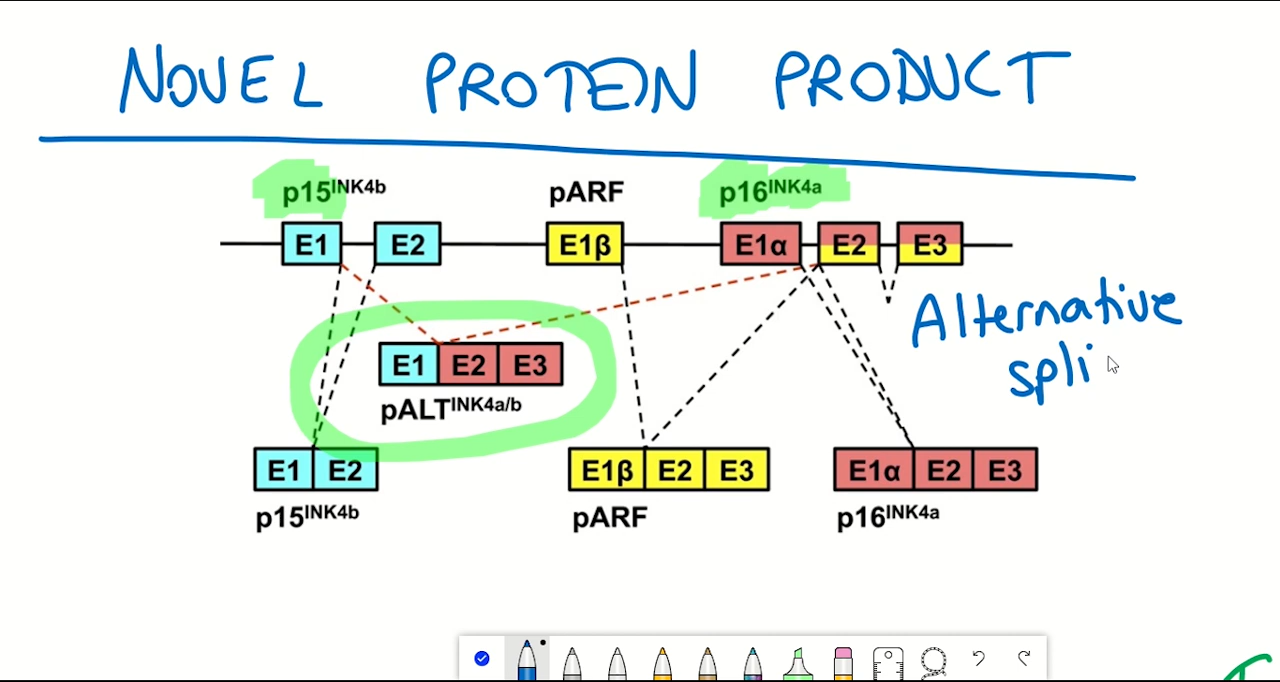 NOVEL PROTEIN PRODUCT
p15INK4b pARF p16INK4a
E1 E2 E1β E1α E2 E3
Alternative
spli
E1 E2 E3
pALTINK4a/b
E1 E2 E1β E2 E3 E1α E2 E3
p15INK4b pARF p16INK4a